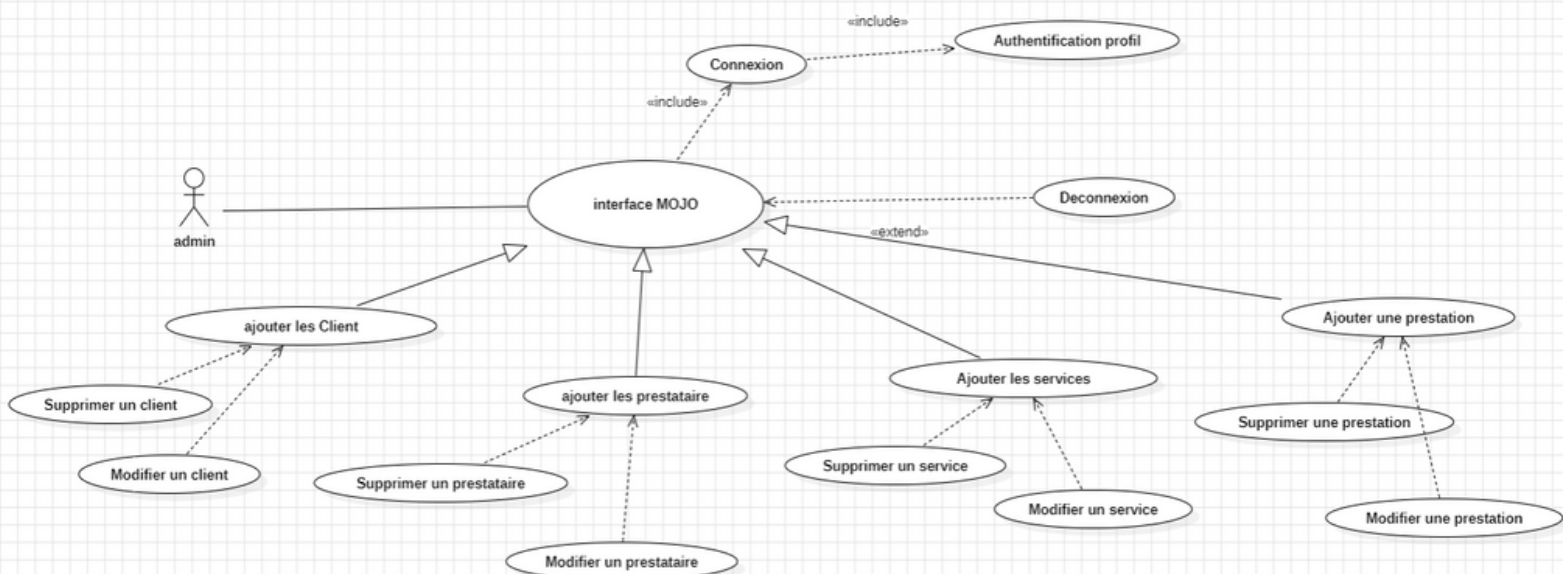 «include»
Authentification profil
Connexion
«include»
interface MOJO
Deconnexion
admin
«extend»
ajouter les Client
Ajouter une prestation
Supprimer un client
ajouter les prestataire
Ajouter les services
Supprimer une prestation
Modifier un client
Supprimer un prestataire
Supprimer un service
Modifier un service
Modifier une prestation
Modifier un prestataire